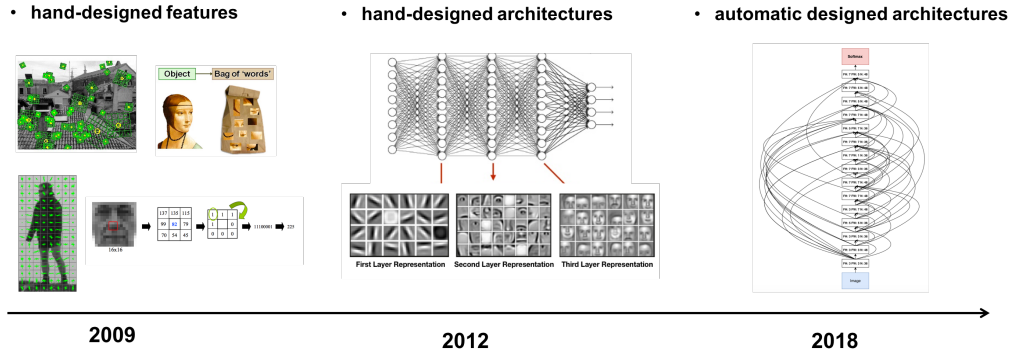 • hand-designed features
• hand-designed architectures
• automatic designed architectures
Object
Bag of 'words'
137 135 115
99 82 79
70 54 45
1 1 1
1 0
0 0 0
11100001
225
16x16
First Layer Representation
Second Layer Representation
Third Layer Representation
Softmax
Image
2009
2012
2018